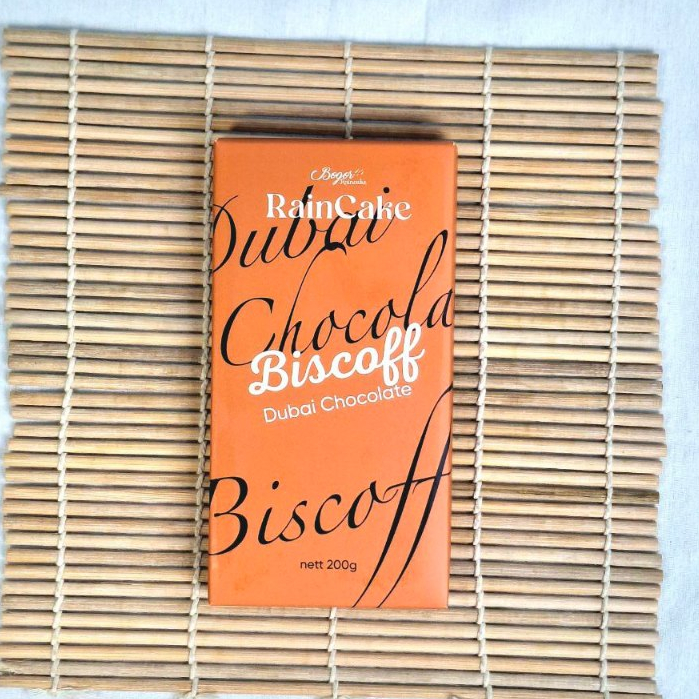 Bogor
RainCake
Dubai
Chocola
Biscoff
Dubai Chocolate
Biscoff
nett 200g